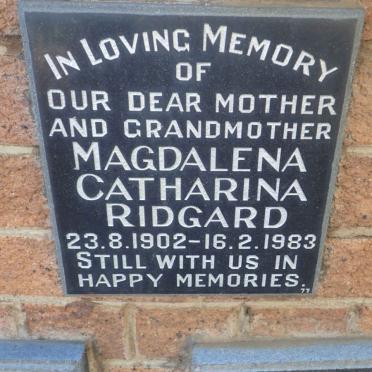 IN LOVING MEMORY
OF
OUR DEAR MOTHER
AND GRANDMOTHER
MAGDALENA
CATHARINA
RIDGARD
23.8.1902-16.2.1983
STILL WITH US IN
HAPPY MEMORIES.